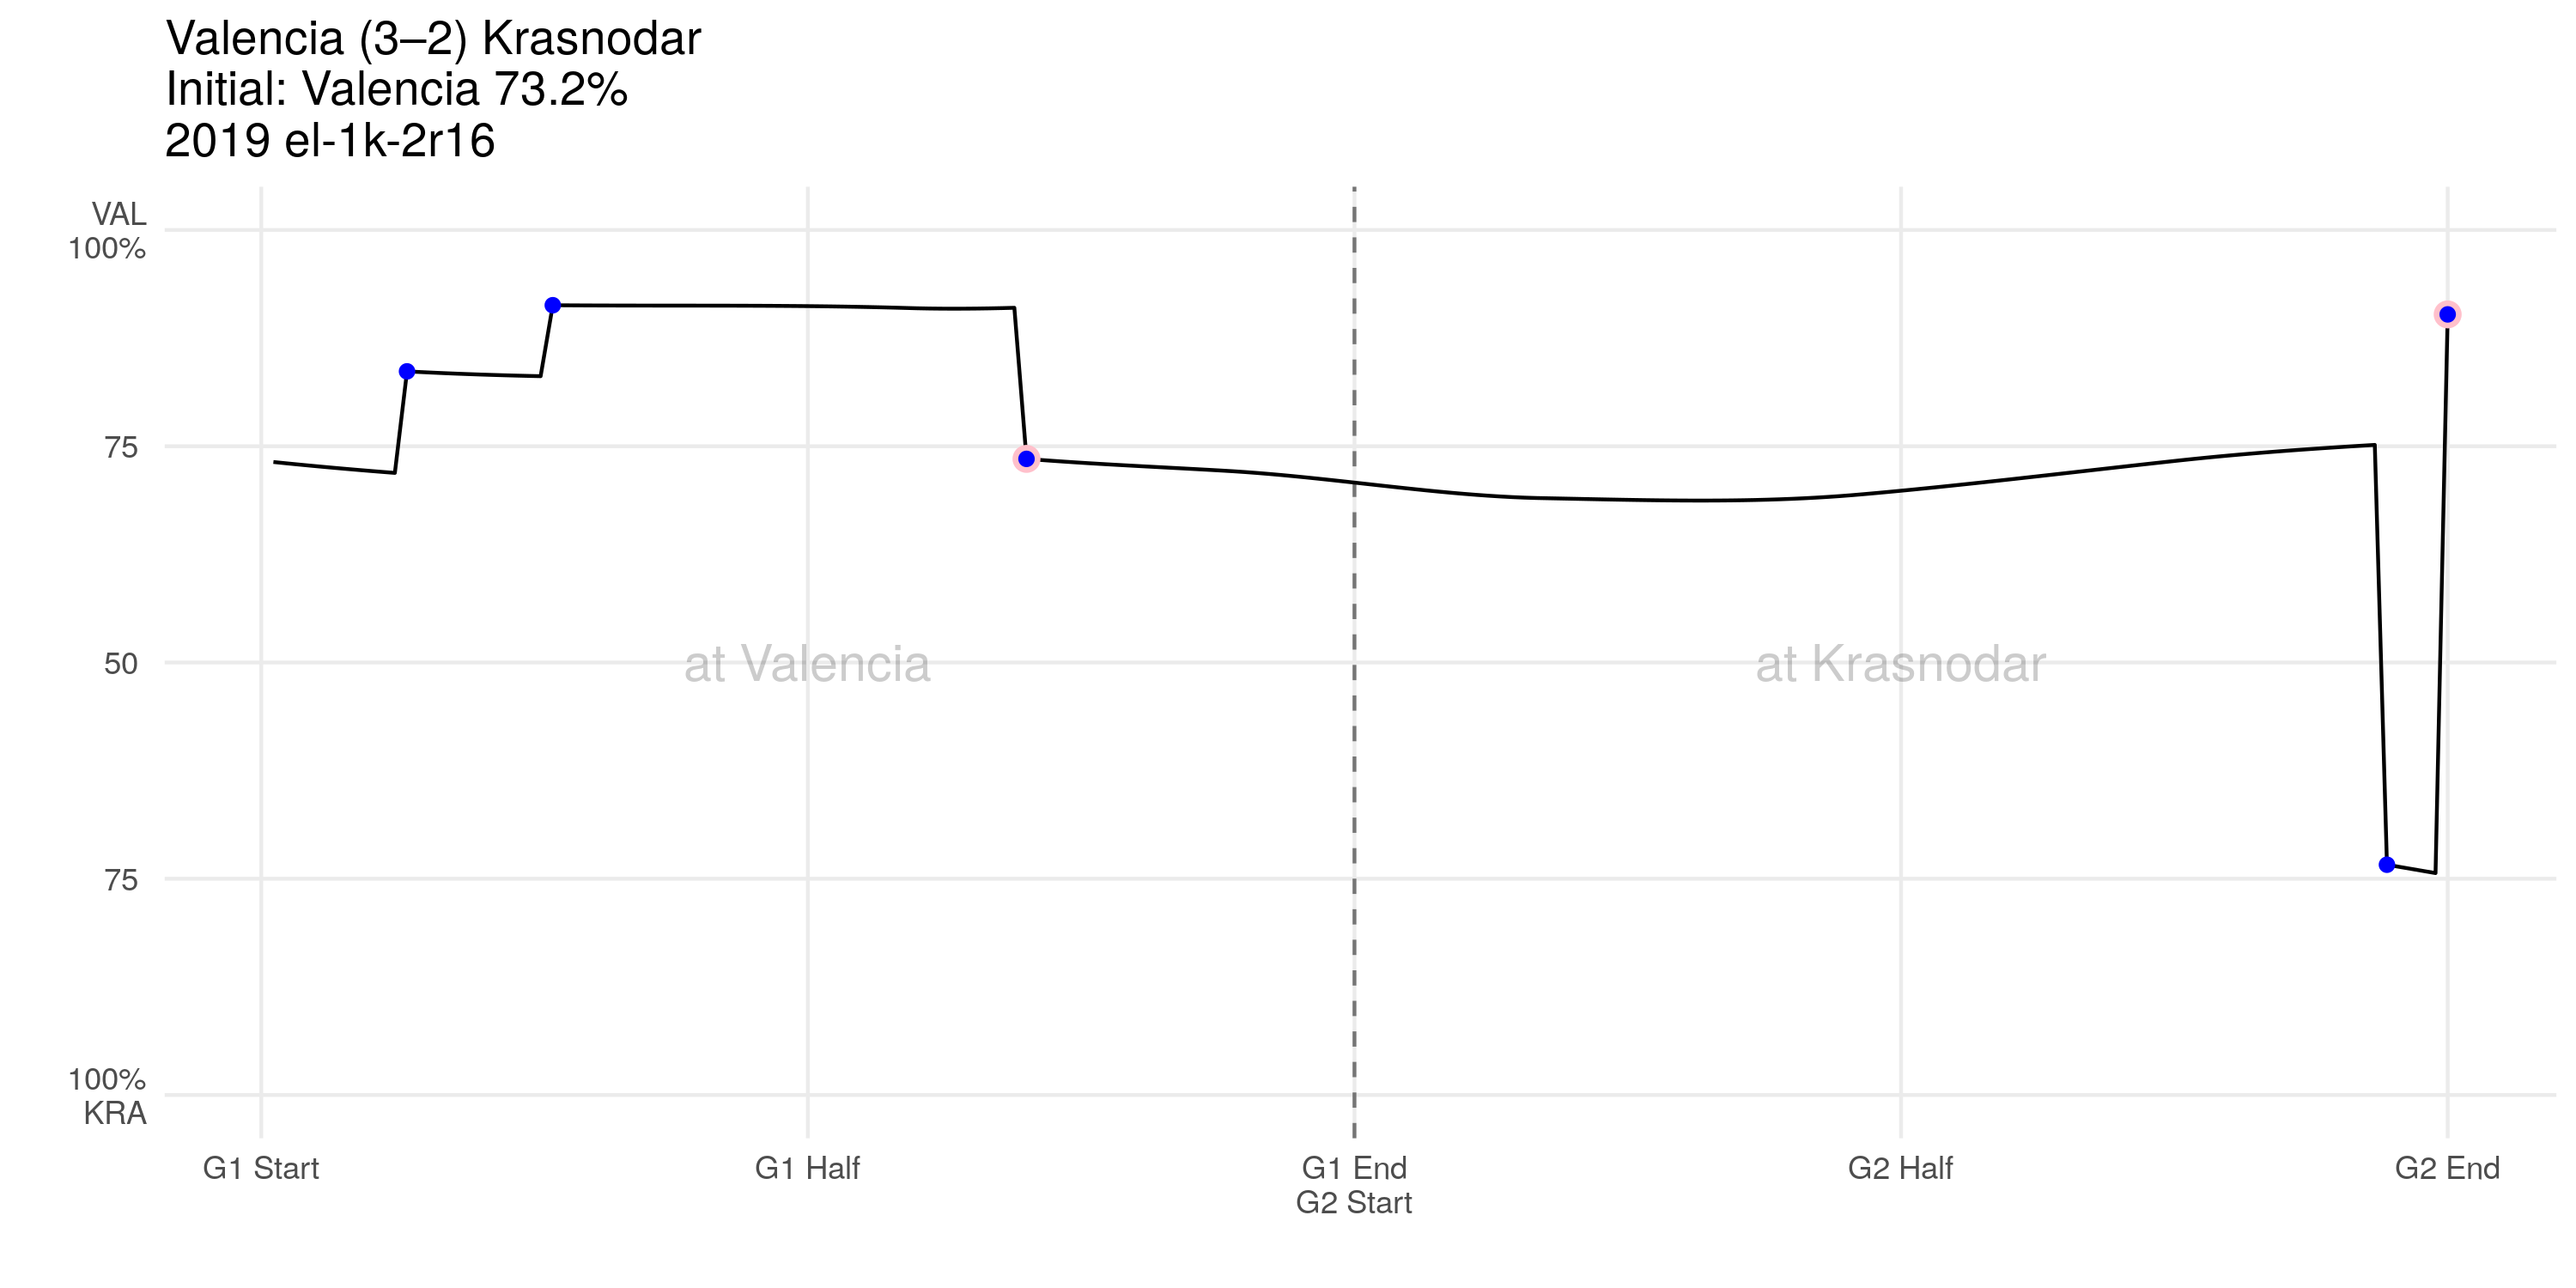 Valencia (3–2) Krasnodar
Initial: Valencia 73.2%
2019 el-1k-2r16
VAL
100%
75
50
75
100%
KRA
at Valencia
at Krasnodar
G1 Start
G1 Half
G1 End
G2 Start
G2 Half
G2 End